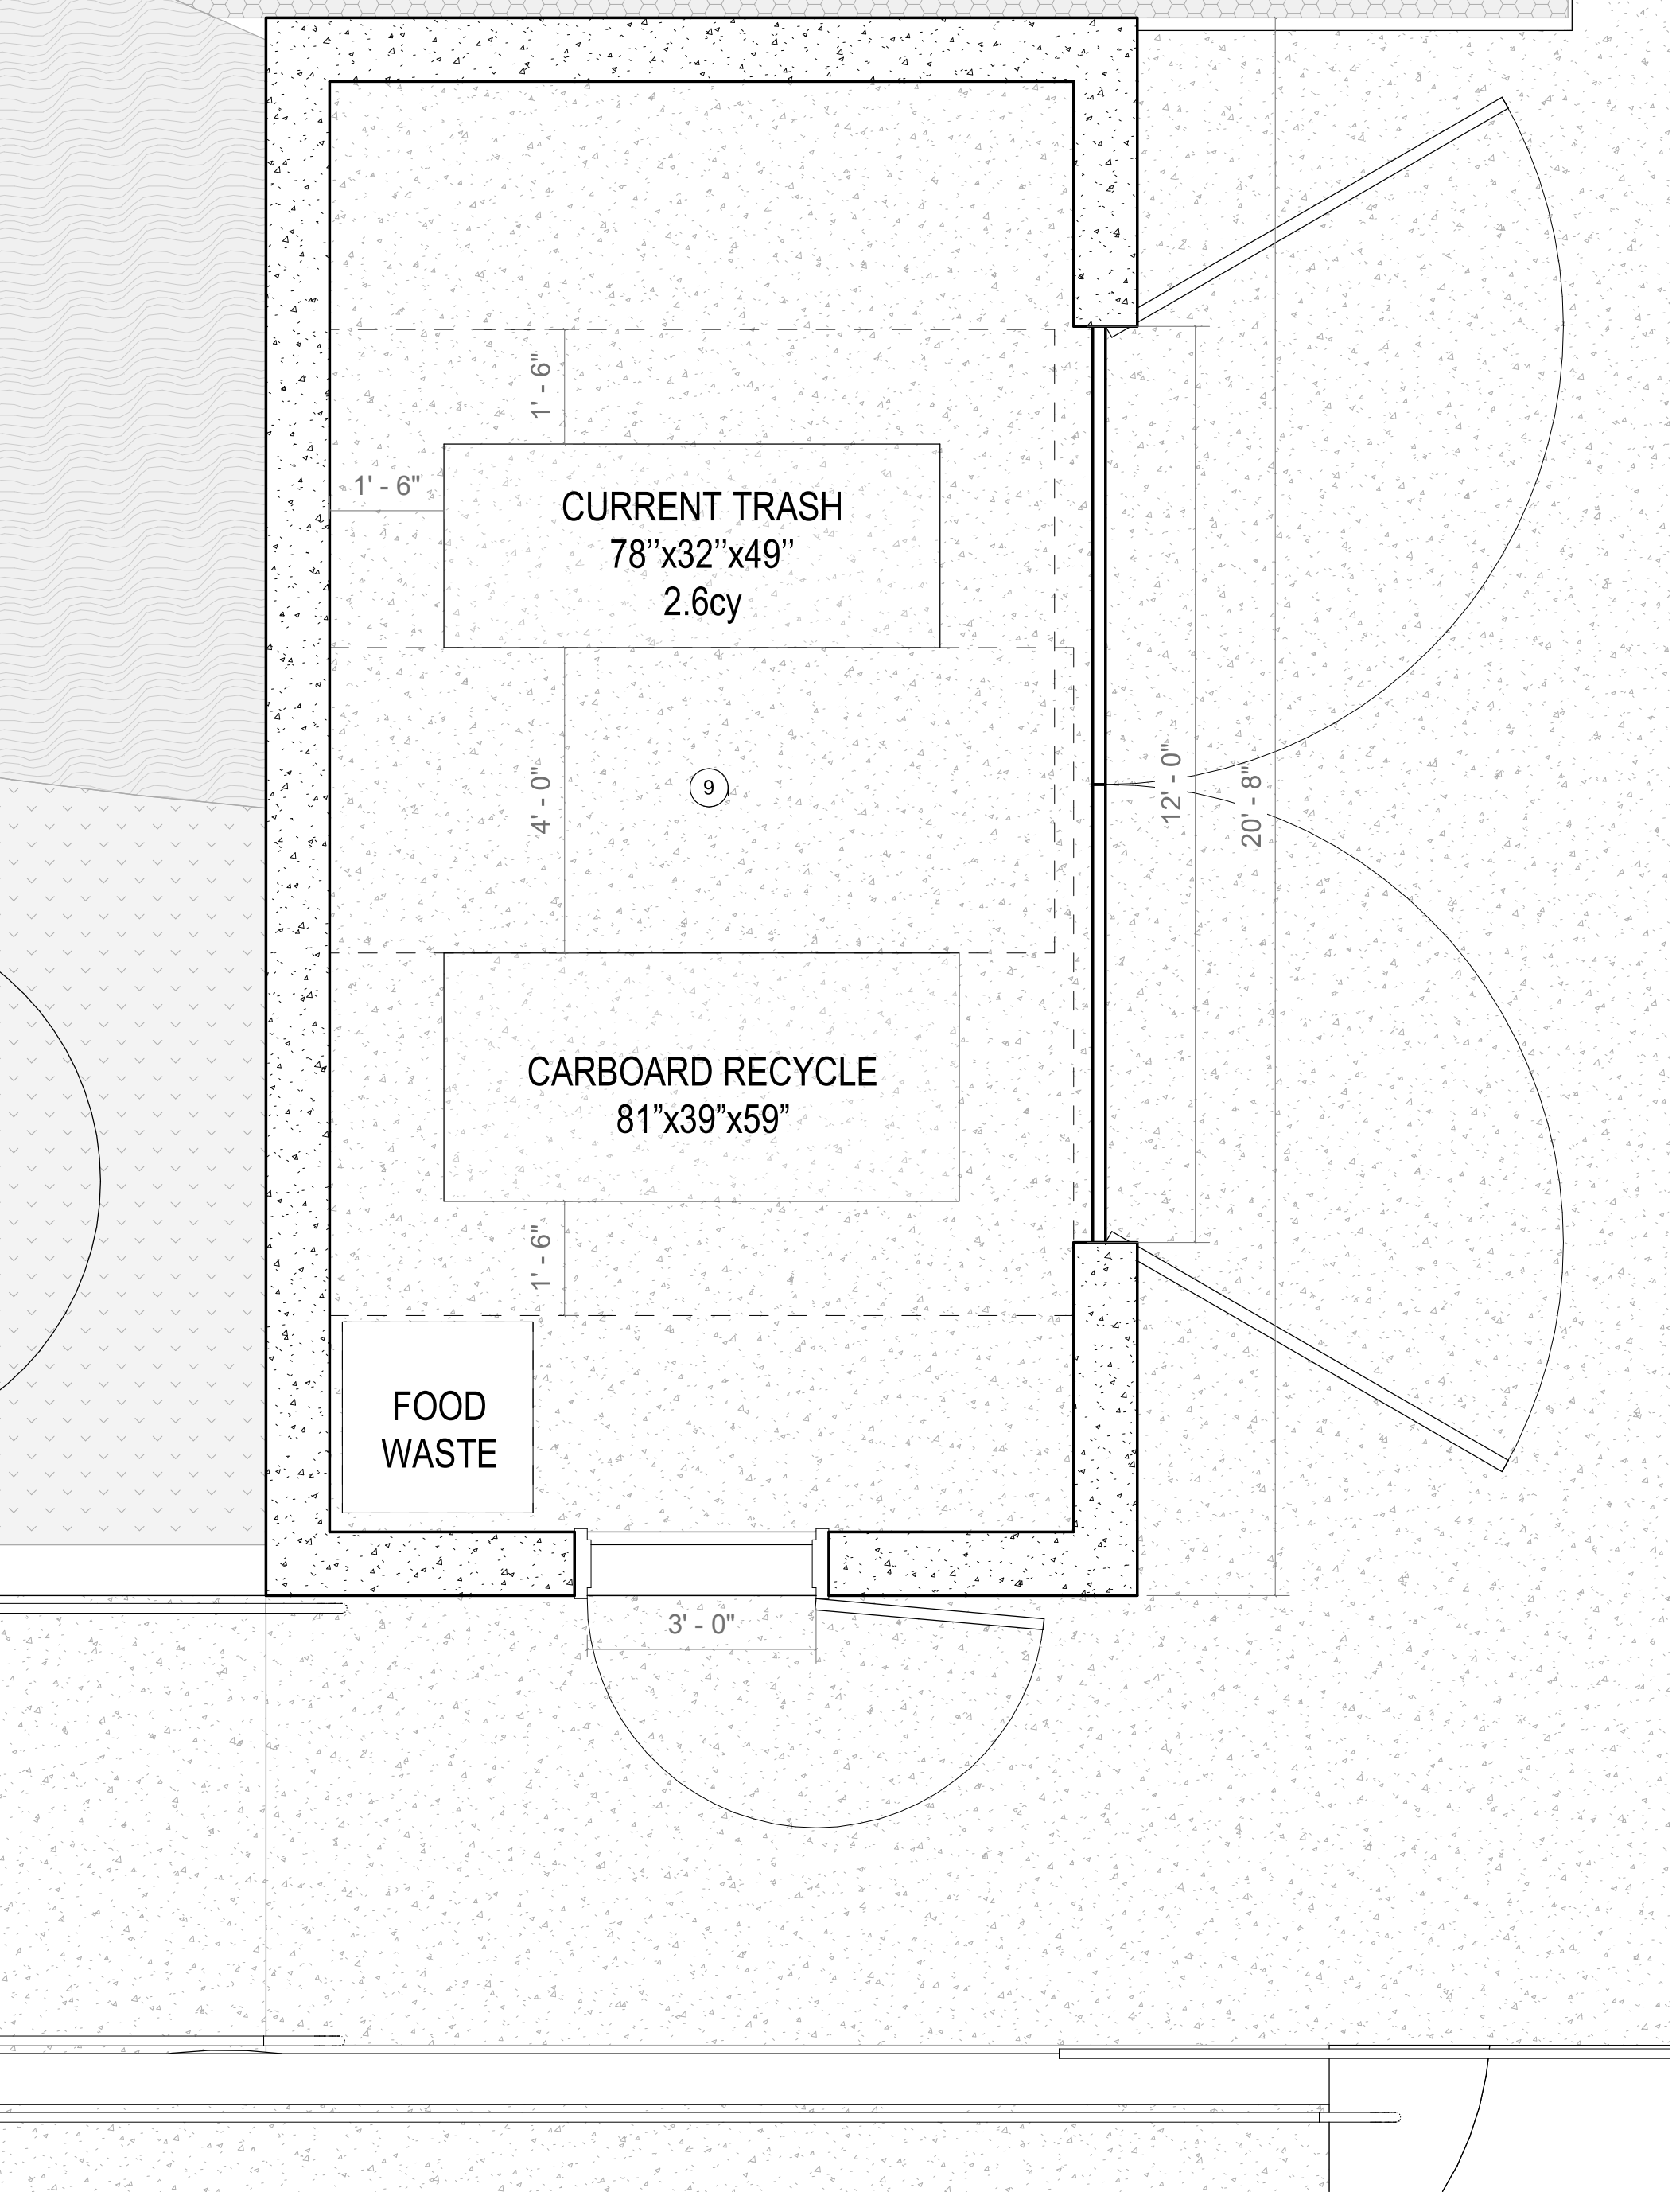 1' - 6"
1' - 6"
CURRENT TRASH
78’’x32’’x49’’
2.6cy
4' - 0"
9
12' - 0"
20' - 8"
CARBOARD RECYCLE
81”x39”x59”
1' - 6"
FOOD
WASTE
3' - 0"